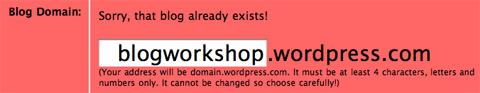 Blog Domain:
Sorry, that blog already exists!
blogworkshop.wordpress.com
(Your address will be domain.wordpress.com. It must be at least 4 characters, letters and
numbers only. It cannot be changed so choose carefully!)